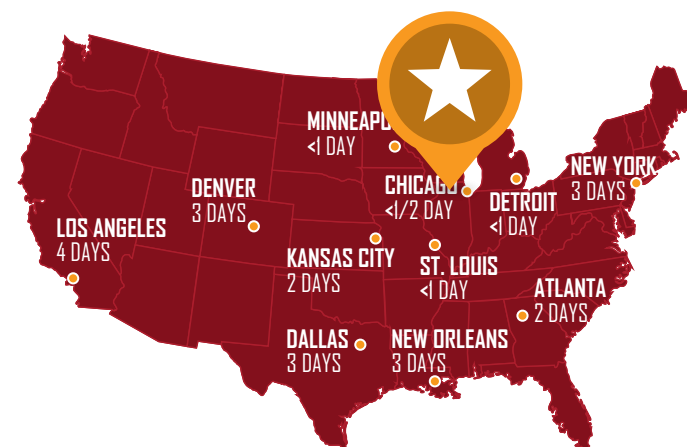 MINNEAPO
<1 DAY
DENVER
3 DAYS
CHICAGO
<1/2 DAY
NEW YORK
3 DAYS
DETROIT
<1 DAY
LOS ANGELES
4 DAYS
KANSAS CITY
2 DAYS
ST. LOUIS
<1 DAY
ATLANTA
2 DAYS
DALLAS
3 DAYS
NEW ORLEANS
3 DAYS